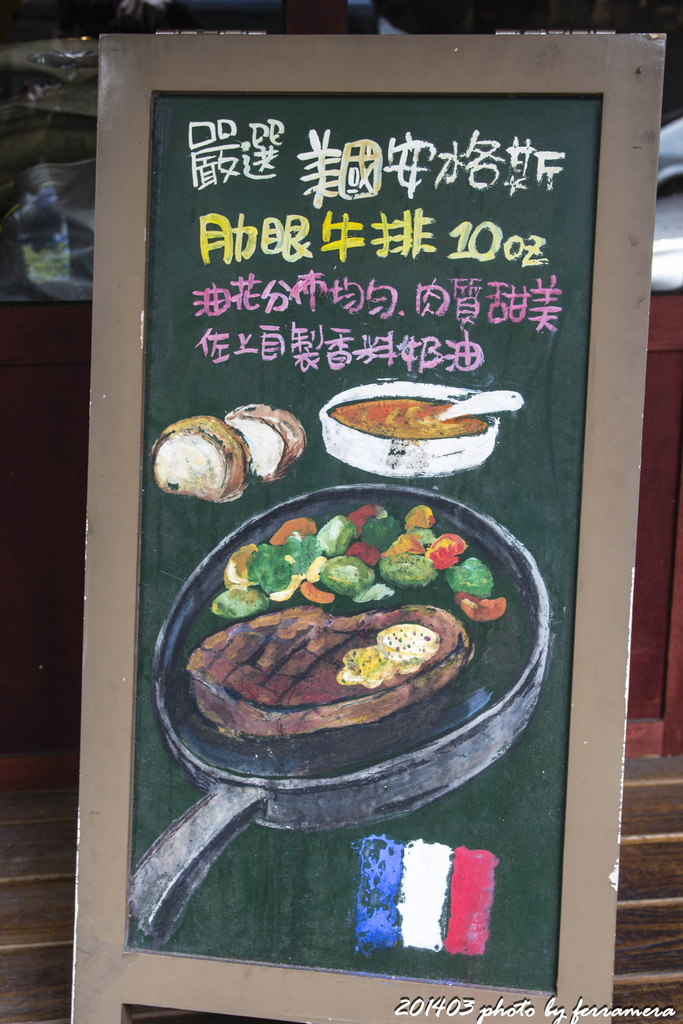 嚴選 美國安格斯
肋眼牛排 10oz
油花分佈均勻、肉質甜美
佐上自製香料奶油
201403 photo by ferramera